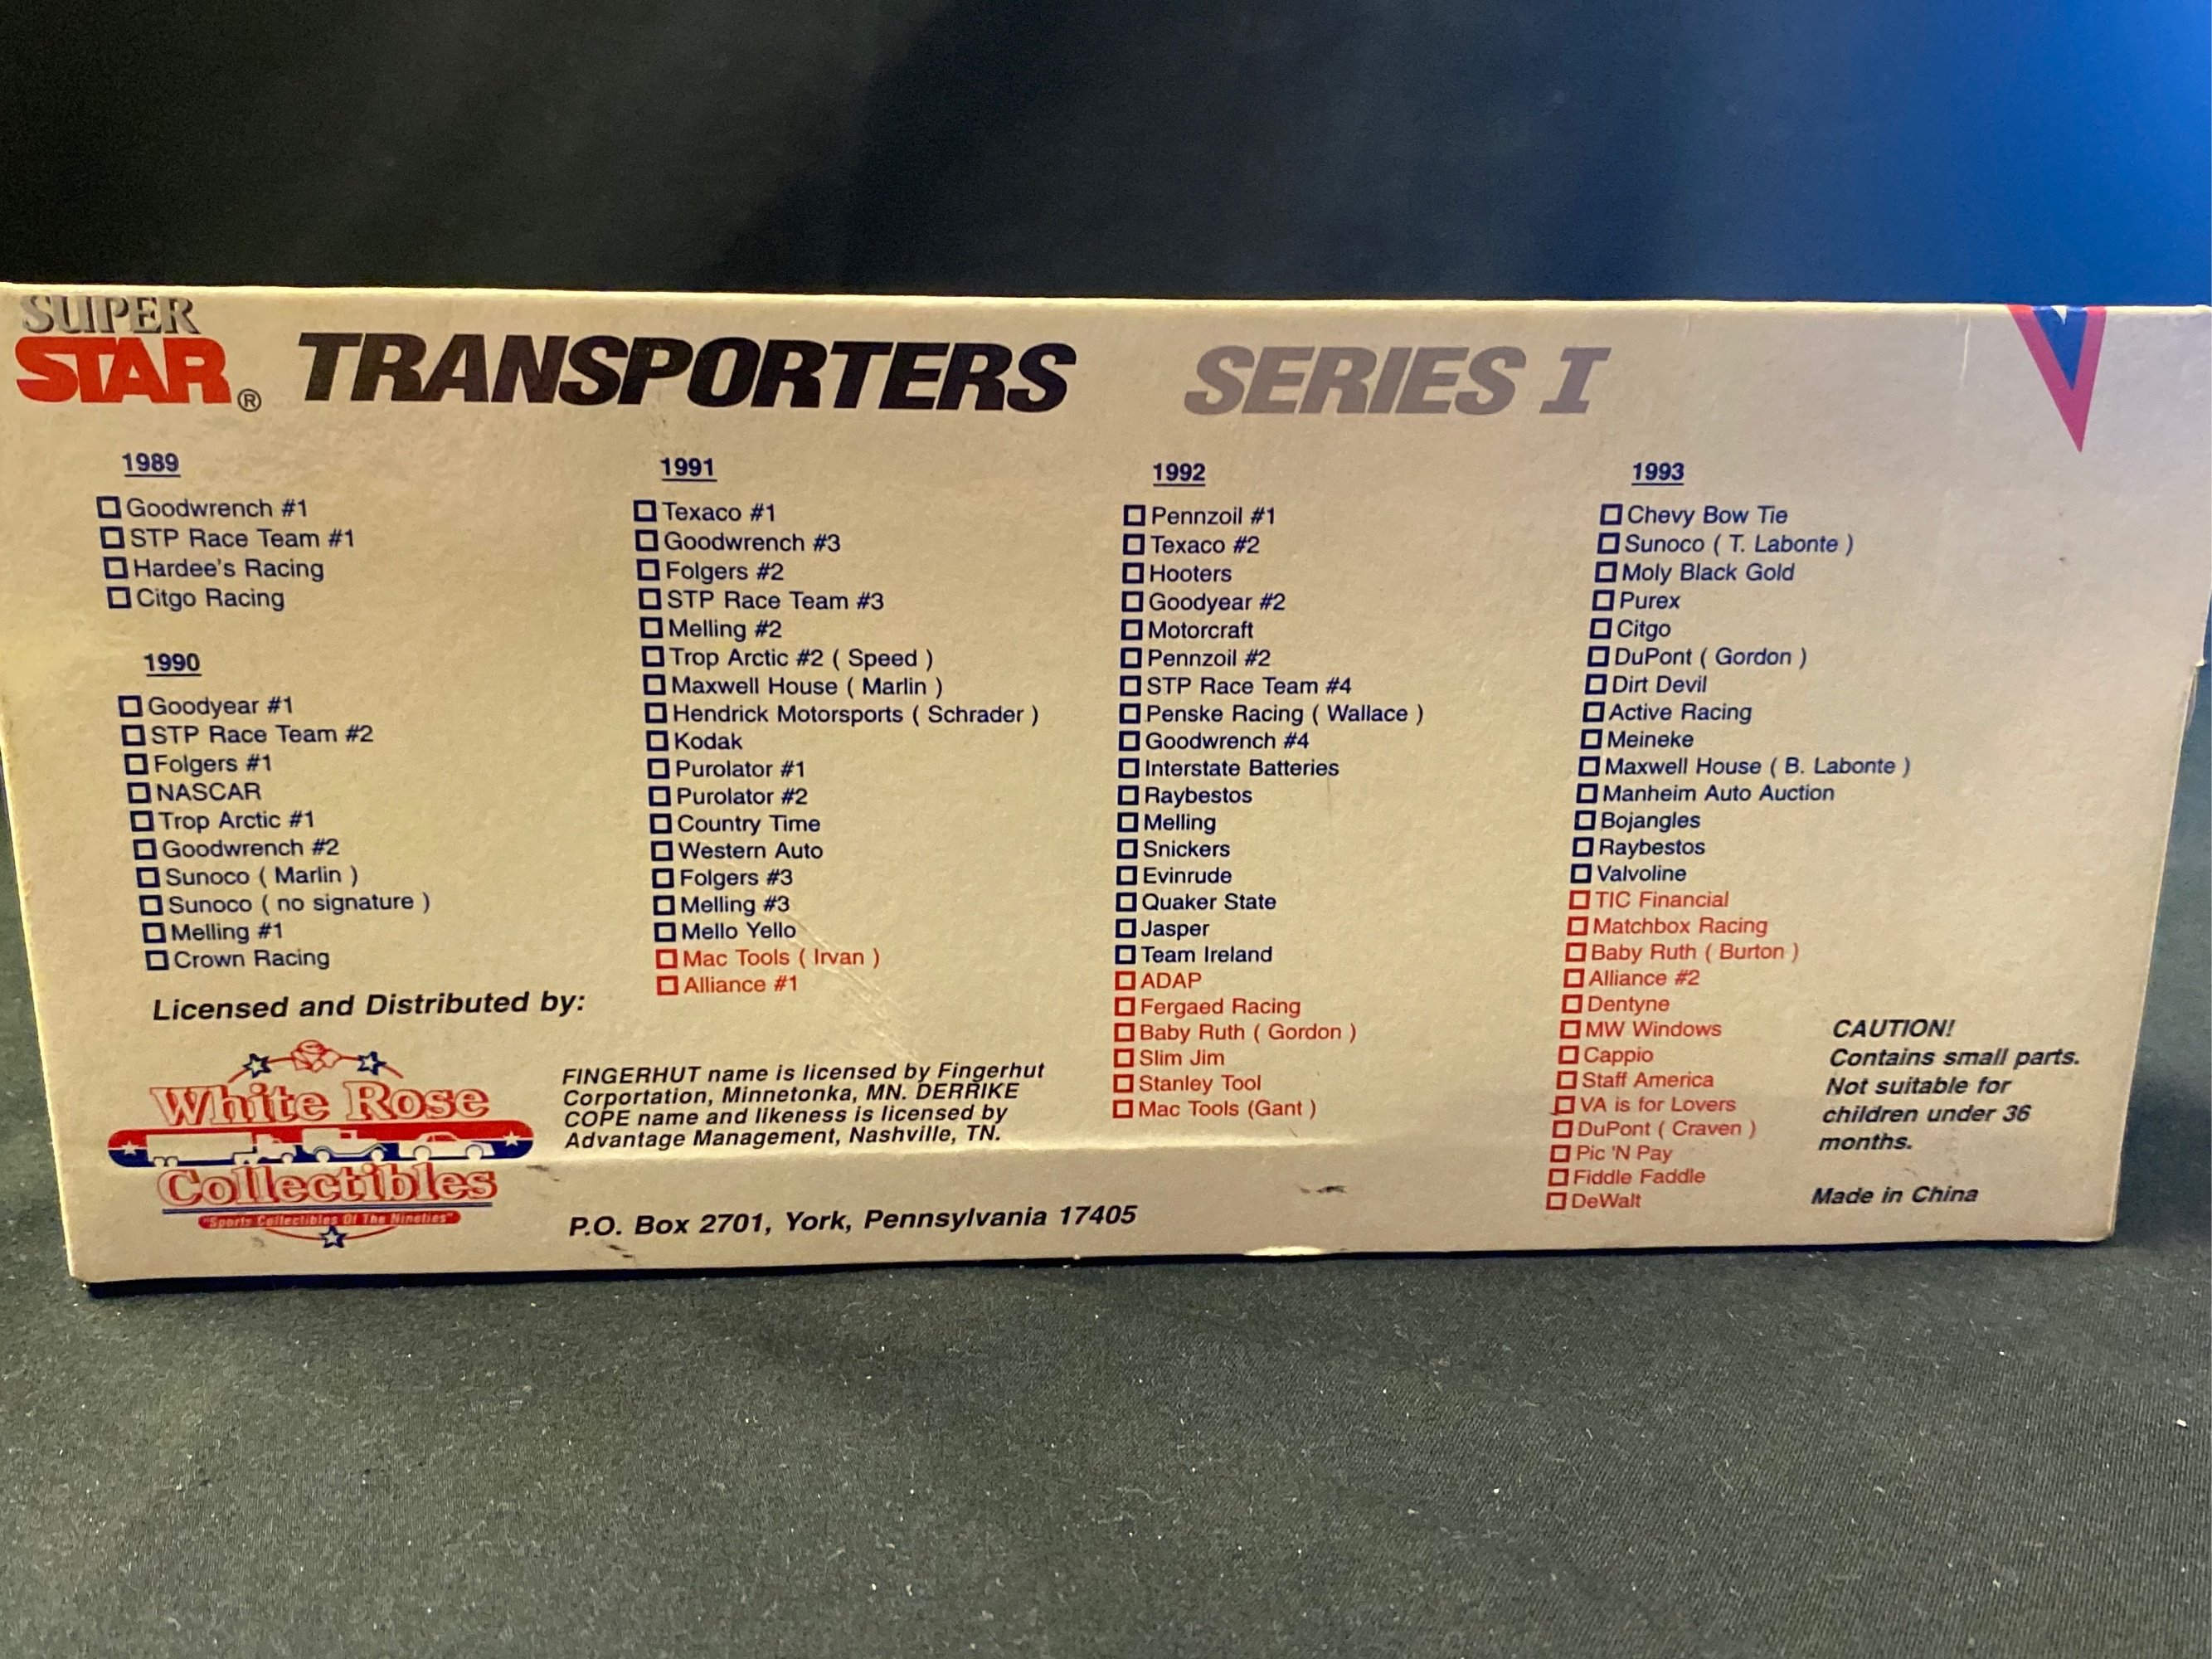 SUPER
STAR® TRANSPORTERS SERIES I
1989
Goodwrench #1
STP Race Team #1
Hardee's Racing
Citgo Racing
1990
Goodyear #1
STP Race Team #2
Folgers #1
NASCAR
Trop Arctic #1
Goodwrench #2
Sunoco ( Marlin )
Sunoco ( no signature )
Melling #1
Crown Racing
1991
Texaco #1
Goodwrench #3
Folgers #2
STP Race Team #3
Melling #2
Trop Arctic #2 ( Speed )
Maxwell House ( Marlin )
Hendrick Motorsports ( Schrader )
Kodak
Purolator #1
Purolator #2
Country Time
Western Auto
Folgers #3
Melling #3
Mello Yello
Mac Tools ( Irvan )
Alliance #1
1992
Pennzoil #1
Texaco #2
Hooters
Goodyear #2
Motorcraft
Pennzoil #2
STP Race Team #4
Penske Racing ( Wallace )
Goodwrench #4
Interstate Batteries
Raybestos
Melling
Snickers
Evinrude
Quaker State
Jasper
Team Ireland
ADAP
Fergaed Racing
Baby Ruth ( Gordon )
Slim Jim
Stanley Tool
Mac Tools (Gant )
1993
Chevy Bow Tie
Sunoco ( T. Labonte )
Moly Black Gold
Purex
Citgo
DuPont ( Gordon )
Dirt Devil
Active Racing
Meineke
Maxwell House ( B. Labonte )
Manheim Auto Auction
Bojangles
Raybestos
Valvoline
TIC Financial
Matchbox Racing
Baby Ruth ( Burton )
Alliance #2
Dentyne
MW Windows
Cappio
Staff America
VA is for Lovers
DuPont ( Craven )
Pic 'N Pay
Fiddle Faddle
DeWalt
Licensed and Distributed by:
White Rose
Collectibles
"Sports Collectibles Of The Nineties"
FINGERHUT name is licensed by Fingerhut
Corportation, Minnetonka, MN. DERRIKE
COPE name and likeness is licensed by
Advantage Management, Nashville, TN.
P.O. Box 2701, York, Pennsylvania 17405
CAUTION!
Contains small parts.
Not suitable for
children under 36
months.
Made in China